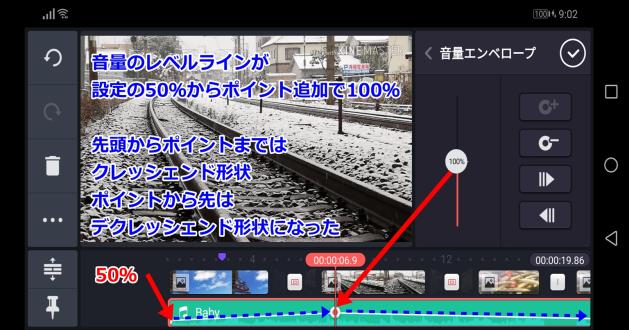 100
9:02
音量のレベルラインが
KINEMASTER
設定の50%からポイント追加で100%
先頭からポイントまでは
クレッシェンド形状
ポイントから先は
デクレッシェンド形状になった
音量エンベロープ
100%
4
00:00:06.9
12
00:00:19.86
50%
Baby